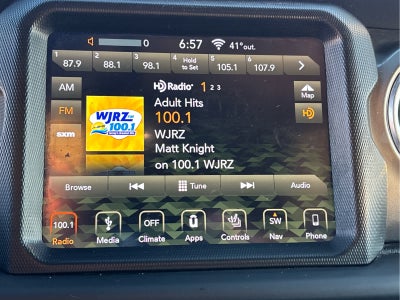 0 6:57 41° out.
1 87.9 2 88.1 3 98.1 4 Hold to Set 5 105.1 6 107.9
AM
HD Radio 1 2 3
Map
Adult Hits
FM
100.1
HD
WJRZ
WJRZ
100.1
sxm
Matt Knight
on 100.1 WJRZ
Browse Tune Audio
100.1 OFF SW
Radio Media Climate Apps Controls Nav Phone